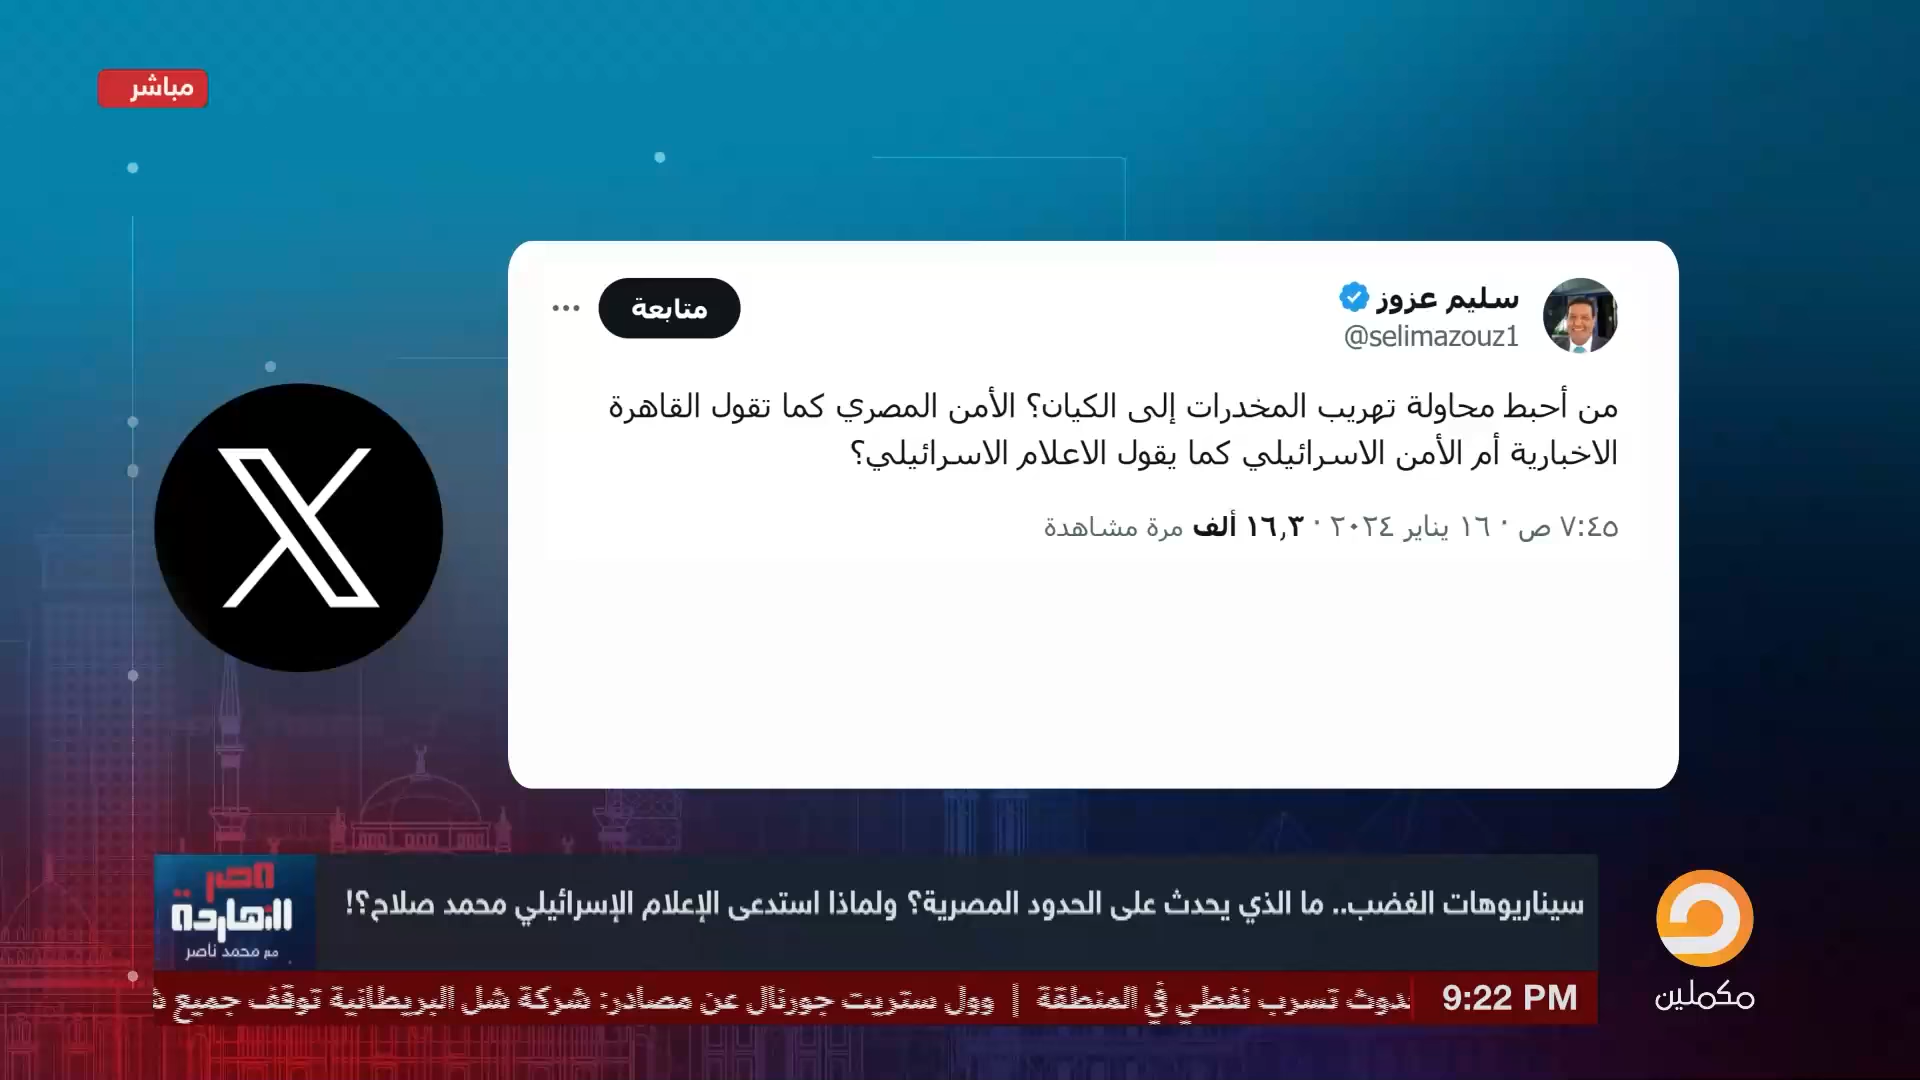 مباشر
سليم عزوز
@selimazouz1
متابعة
من أحبط محاولة تهريب المخدرات إلى الكيان؟ الأمن المصري كما تقول القاهرة
الاخبارية أم الأمن الاسرائيلي كما يقول الاعلام الاسرائيلي؟
٧:٤٥ ص · ١٦ يناير ٢٠٢٤ · ١٦٫٣ ألف مرة مشاهدة
سيناريوهات الغضب.. ما الذي يحدث على الحدود المصرية؟ ولماذا استدعى الإعلام الإسرائيلي محمد صلاح؟!
مصر
النهاردة
مع محمد ناصر
9:22 PM
تسرب نفطي في المنطقة | وول ستريت جورنال عن مصادر: شركة شل البريطانية توقف جميع
مكملين